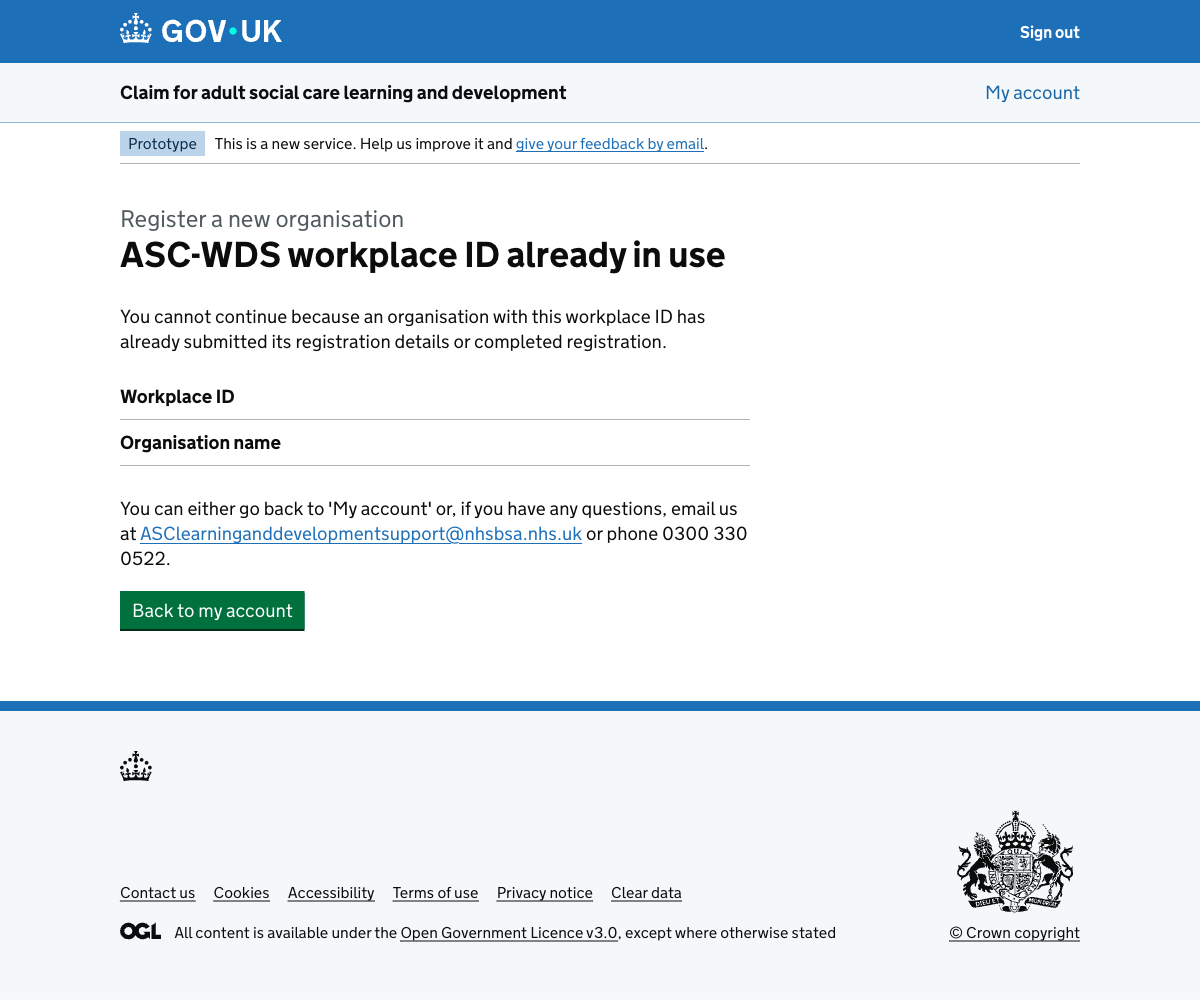 GOV•UK
Sign out
Claim for adult social care learning and development
My account
Prototype
This is a new service. Help us improve it and give your feedback by email.
Register a new organisation
ASC-WDS workplace ID already in use
You cannot continue because an organisation with this workplace ID has
already submitted its registration details or completed registration.
Workplace ID
Organisation name
You can either go back to 'My account' or, if you have any questions, email us
at ASClearninganddevelopmentsupport@nhsbsa.nhs.uk or phone 0300 330
0522.
Back to my account
Contact us
Cookies
Accessibility
Terms of use
Privacy notice
Clear data
OGL
All content is available under the Open Government Licence v3.0, except where otherwise stated
© Crown copyright